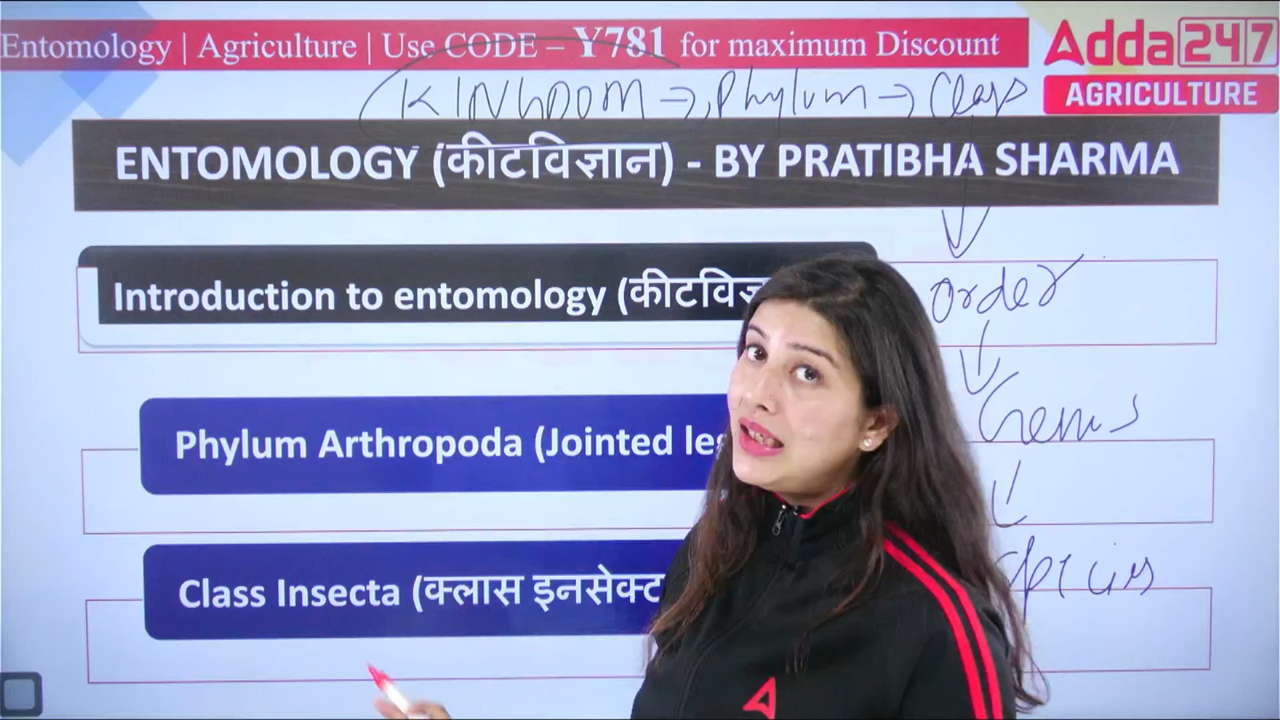 Entomology | Agriculture | Use CODE – Y781 for maximum Discount
Adda247
AGRICULTURE
KINGDOM → Phylum → Class
ENTOMOLOGY (कीटविज्ञान) - BY PRATIBHA SHARMA
Introduction to entomology (कीटविज्ञ
order
Genus
Phylum Arthropoda (Jointed le
Species
Class Insecta (क्लास इनसेक्ट